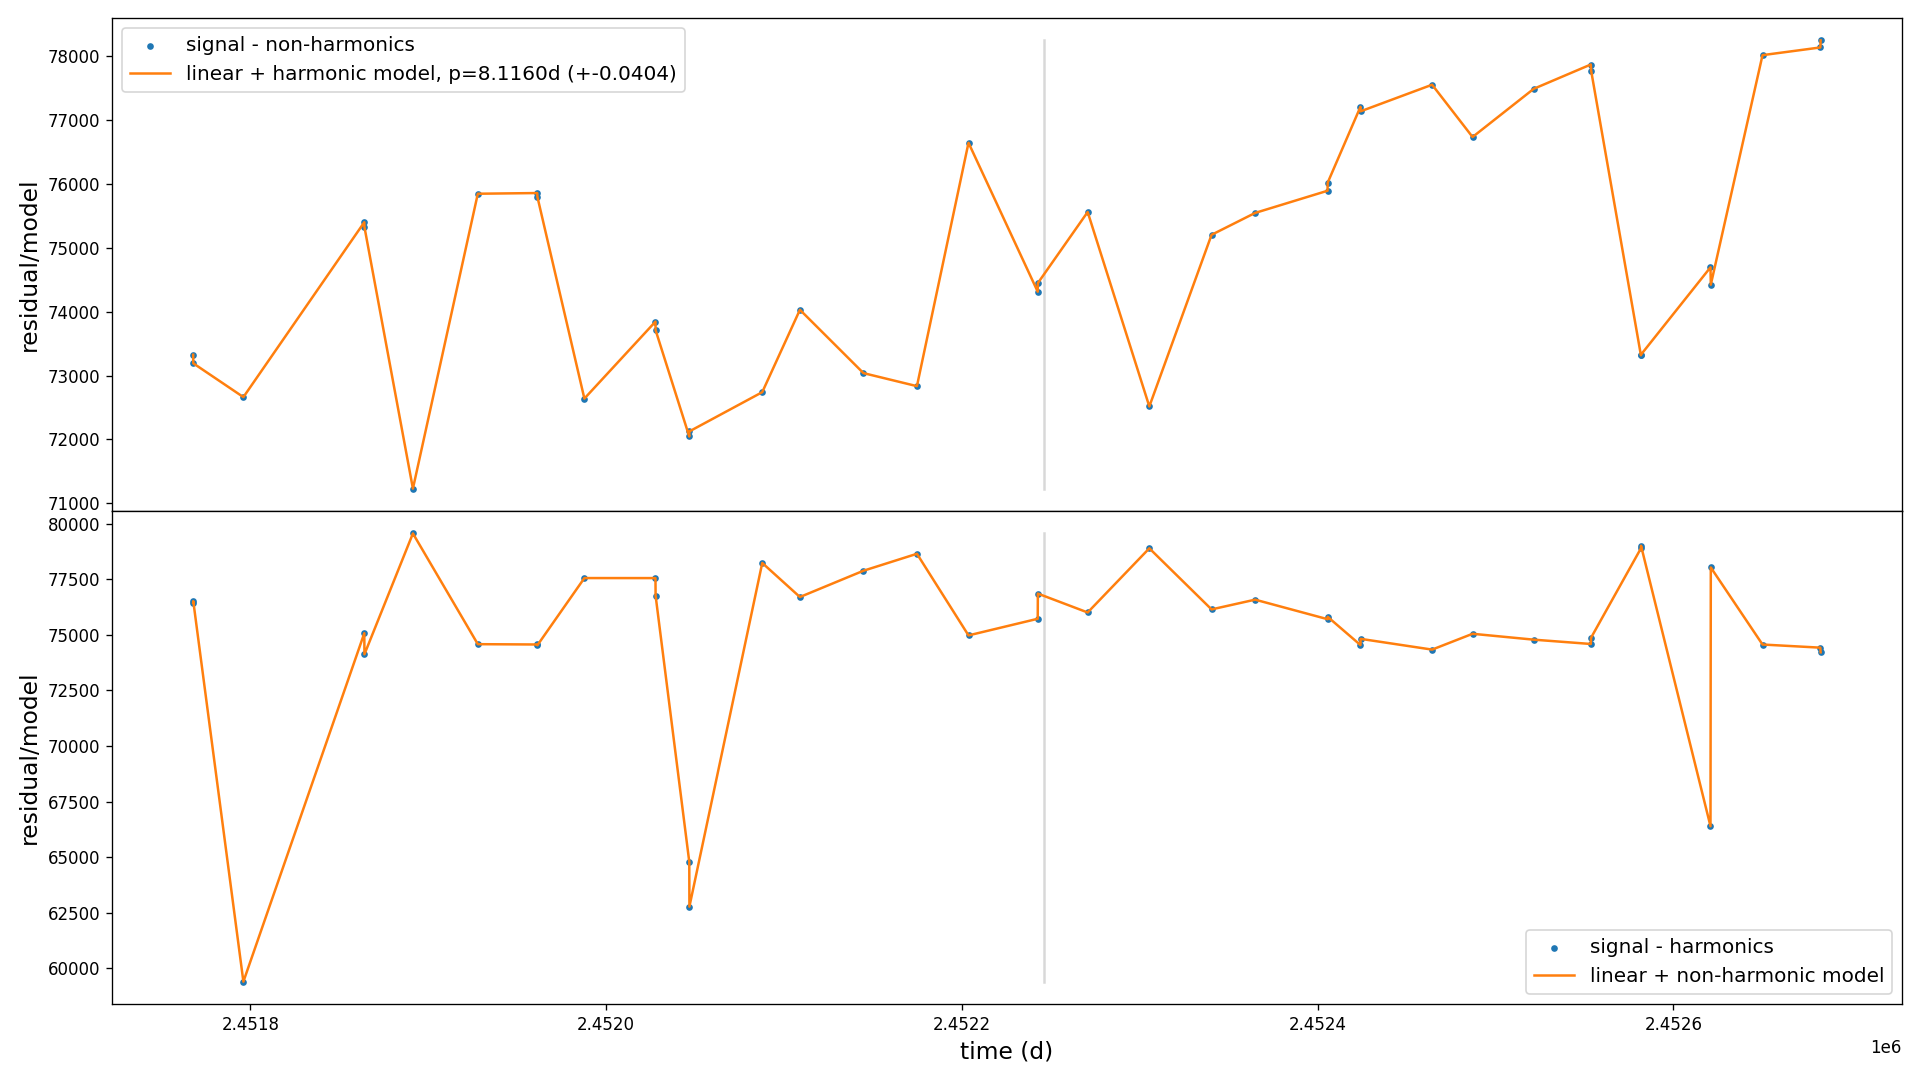 signal - non-harmonics
linear + harmonic model, p=8.1160d (+-0.0404)
78000
77000
76000
75000
74000
73000
72000
71000
residual/model
80000
77500
75000
72500
70000
67500
65000
62500
60000
residual/model
signal - harmonics
linear + non-harmonic model
2.4518
2.4520
2.4522
2.4524
2.4526
1e6
time (d)